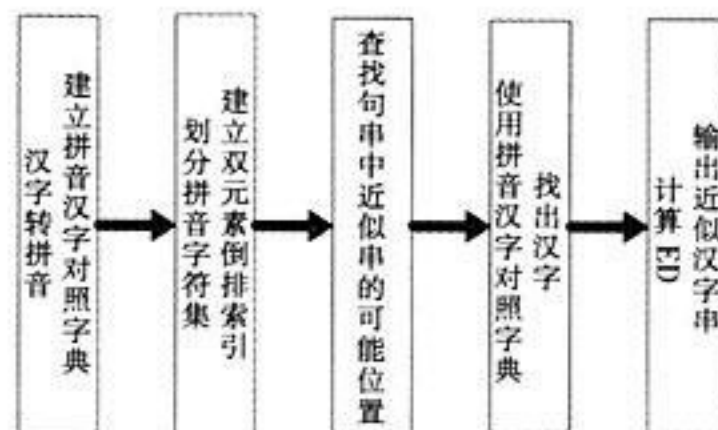 汉字转拼音
建立拼音汉字对照字典
划分拼音字符集
建立双元素倒排索引
查找句串中近似串的可能位置
使用拼音汉字对照字典
找出汉字
计算 ED
输出近似汉字串